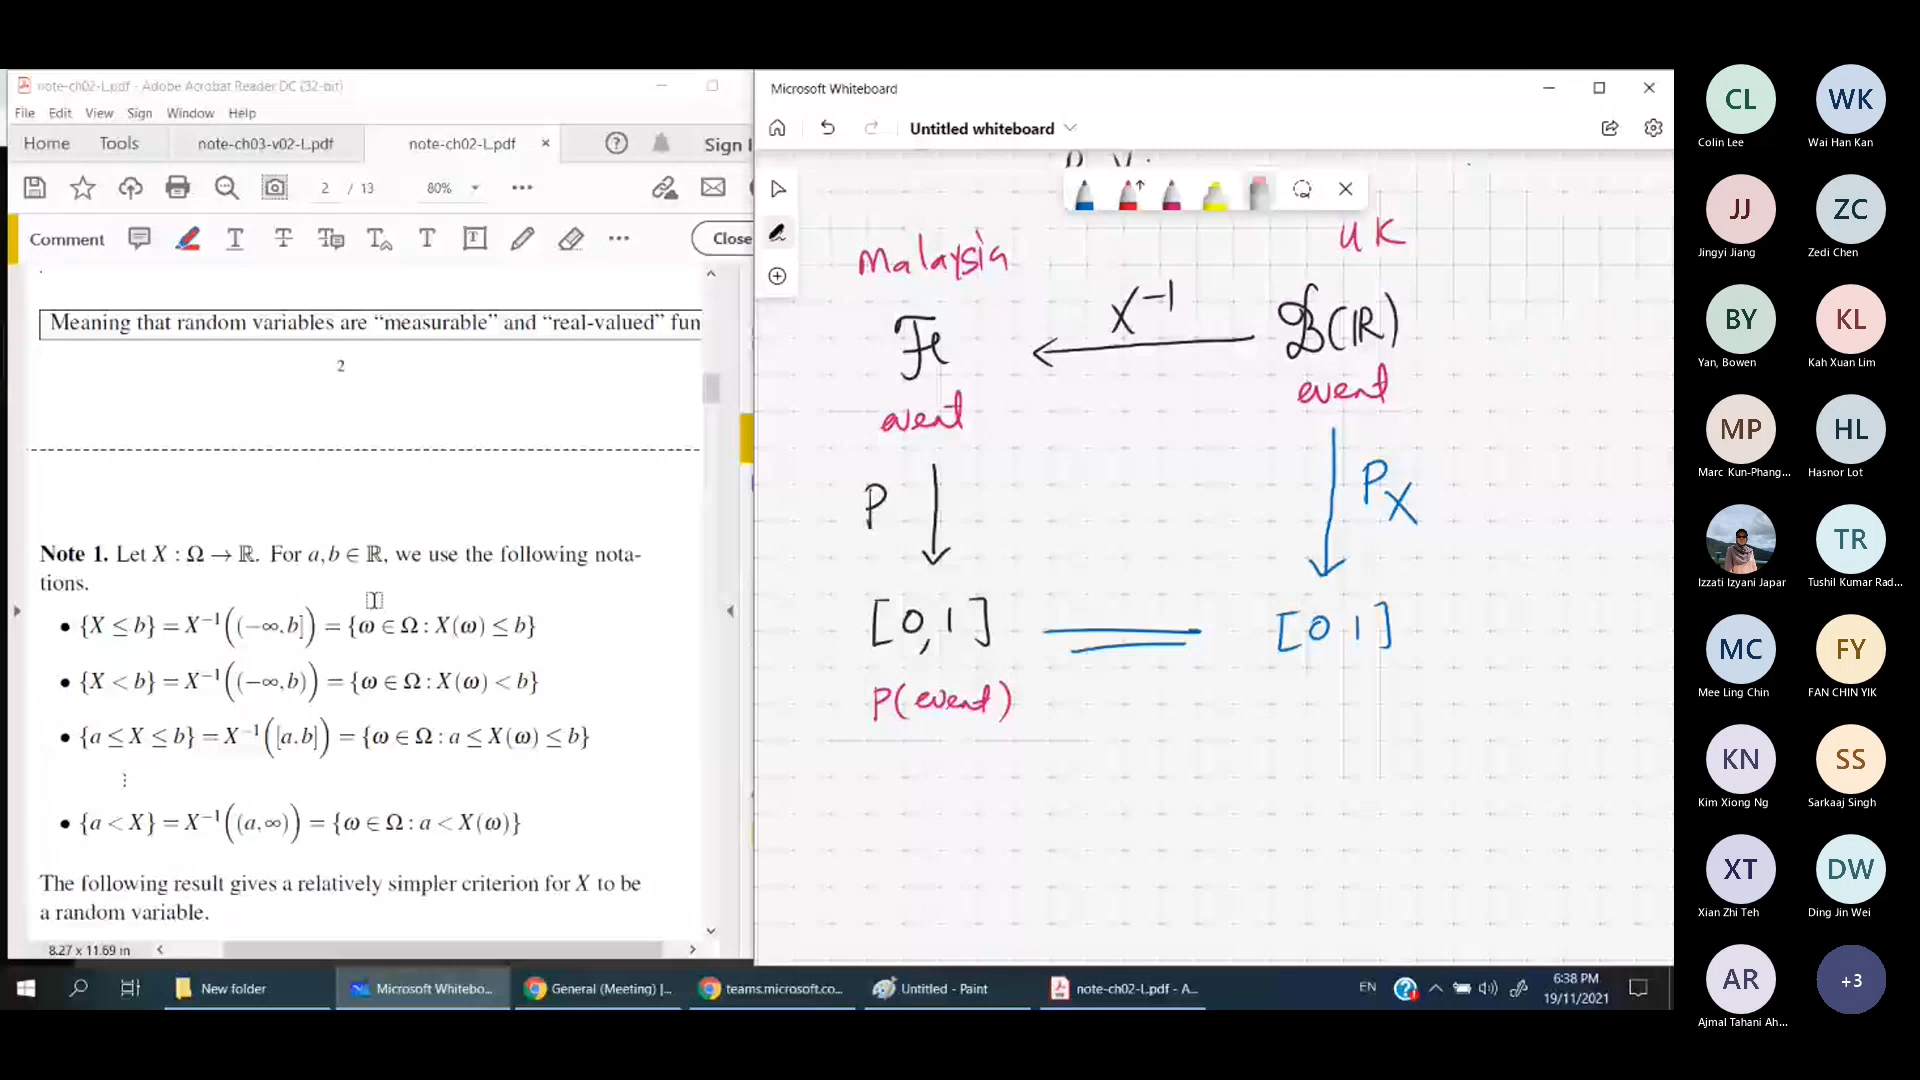 note-ch02-L.pdf - Adobe Acrobat Reader DC (32-bit)
File Edit View Sign Window Help
Home Tools note-ch03-v02-L.pdf note-ch02-L.pdf × Sign I
2 / 13 80%
Comment Close
Meaning that random variables are “measurable” and “real-valued” fun
2
Note 1. Let X : Ω → ℝ. For a, b ∈ ℝ, we use the following nota-
tions.
• {X ≤ b} = X⁻¹((−∞, b]) = {ω ∈ Ω : X(ω) ≤ b}
• {X < b} = X⁻¹((−∞, b)) = {ω ∈ Ω : X(ω) < b}
• {a ≤ X ≤ b} = X⁻¹([a, b]) = {ω ∈ Ω : a ≤ X(ω) ≤ b}
⋮
• {a < X} = X⁻¹((a, ∞)) = {ω ∈ Ω : a < X(ω)}
The following result gives a relatively simpler criterion for X to be
a random variable.
8.27 x 11.69 in
Microsoft Whiteboard
Untitled whiteboard
Malaysia UK
X⁻¹ ℬ(ℝ)
event event
P P_X
[0,1] [0 1]
P(event)
CL WK
Colin Lee Wai Han Kan
JJ ZC
Jingyi Jiang Zedi Chen
BY KL
Yan, Bowen Kah Xuan Lim
MP HL
Marc Kun-Phang... Hasnor Lot
TR
Izzati Izyani Japar Tushil Kumar Rad...
MC FY
Mee Ling Chin FAN CHIN YIK
KN SS
Kim Xiong Ng Sarkaaj Singh
XT DW
Xian Zhi Teh Ding Jin Wei
AR +3
Ajmal Tahani Ah...
New folder Microsoft Whitebo... General (Meeting) |... teams.microsoft.co... Untitled - Paint note-ch02-L.pdf - A... EN 6:38 PM
19/11/2021